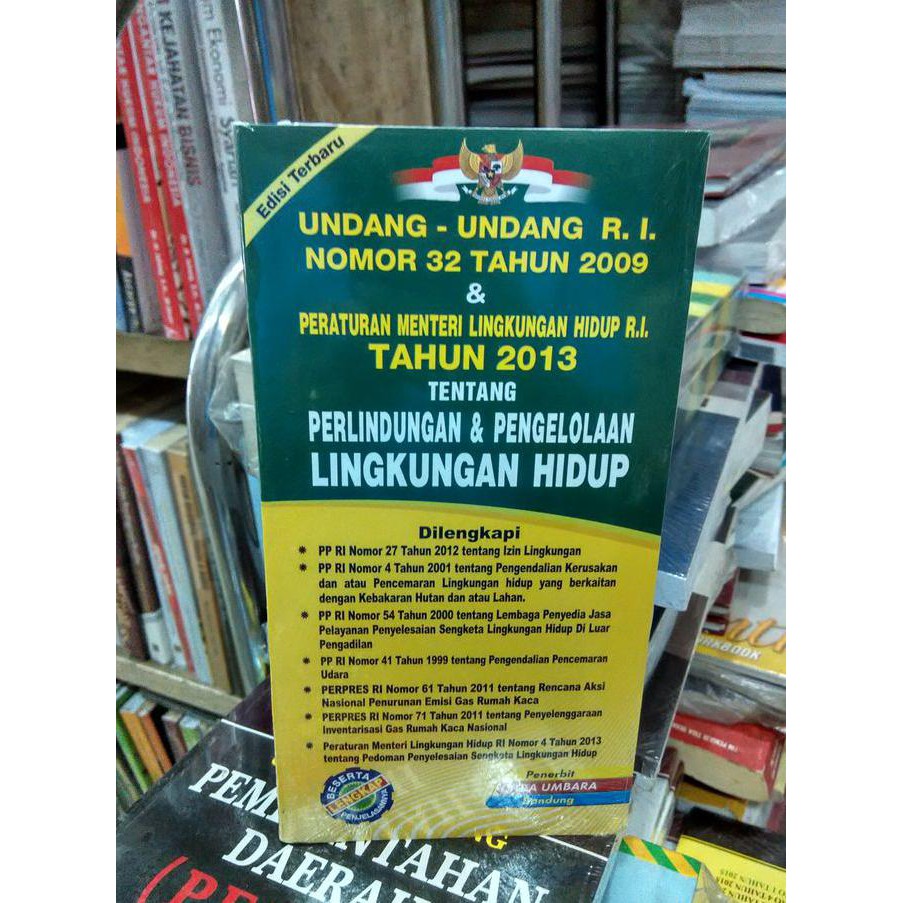 Edisi Terbaru
UNDANG - UNDANG R. I.
NOMOR 32 TAHUN 2009
&
PERATURAN MENTERI LINGKUNGAN HIDUP R.I.
TAHUN 2013
TENTANG
PERLINDUNGAN & PENGELOLAAN
LINGKUNGAN HIDUP
Dilengkapi
PP RI Nomor 27 Tahun 2012 tentang Izin Lingkungan
PP RI Nomor 4 Tahun 2001 tentang Pengendalian Kerusakan
dan atau Pencemaran Lingkungan hidup yang berkaitan
dengan Kebakaran Hutan dan atau Lahan.
PP RI Nomor 54 Tahun 2000 tentang Lembaga Penyedia Jasa
Pelayanan Penyelesaian Sengketa Lingkungan Hidup Di Luar
Pengadilan
PP RI Nomor 41 Tahun 1999 tentang Pengendalian Pencemaran
Udara
PERPRES RI Nomor 61 Tahun 2011 tentang Rencana Aksi
Nasional Penurunan Emisi Gas Rumah Kaca
PERPRES RI Nomor 71 Tahun 2011 tentang Penyelenggaraan
Inventarisasi Gas Rumah Kaca Nasional
Peraturan Menteri Lingkungan Hidup RI Nomor 4 Tahun 2013
tentang Pedoman Penyelesaian Sengketa Lingkungan Hidup
BESERTA
LENGKAP
PENJELASANNYA
Penerbit
UMBARA
Bandung
KEJAHATAN BISNIS
Ekonomi
DAERAH
WORKBOOK